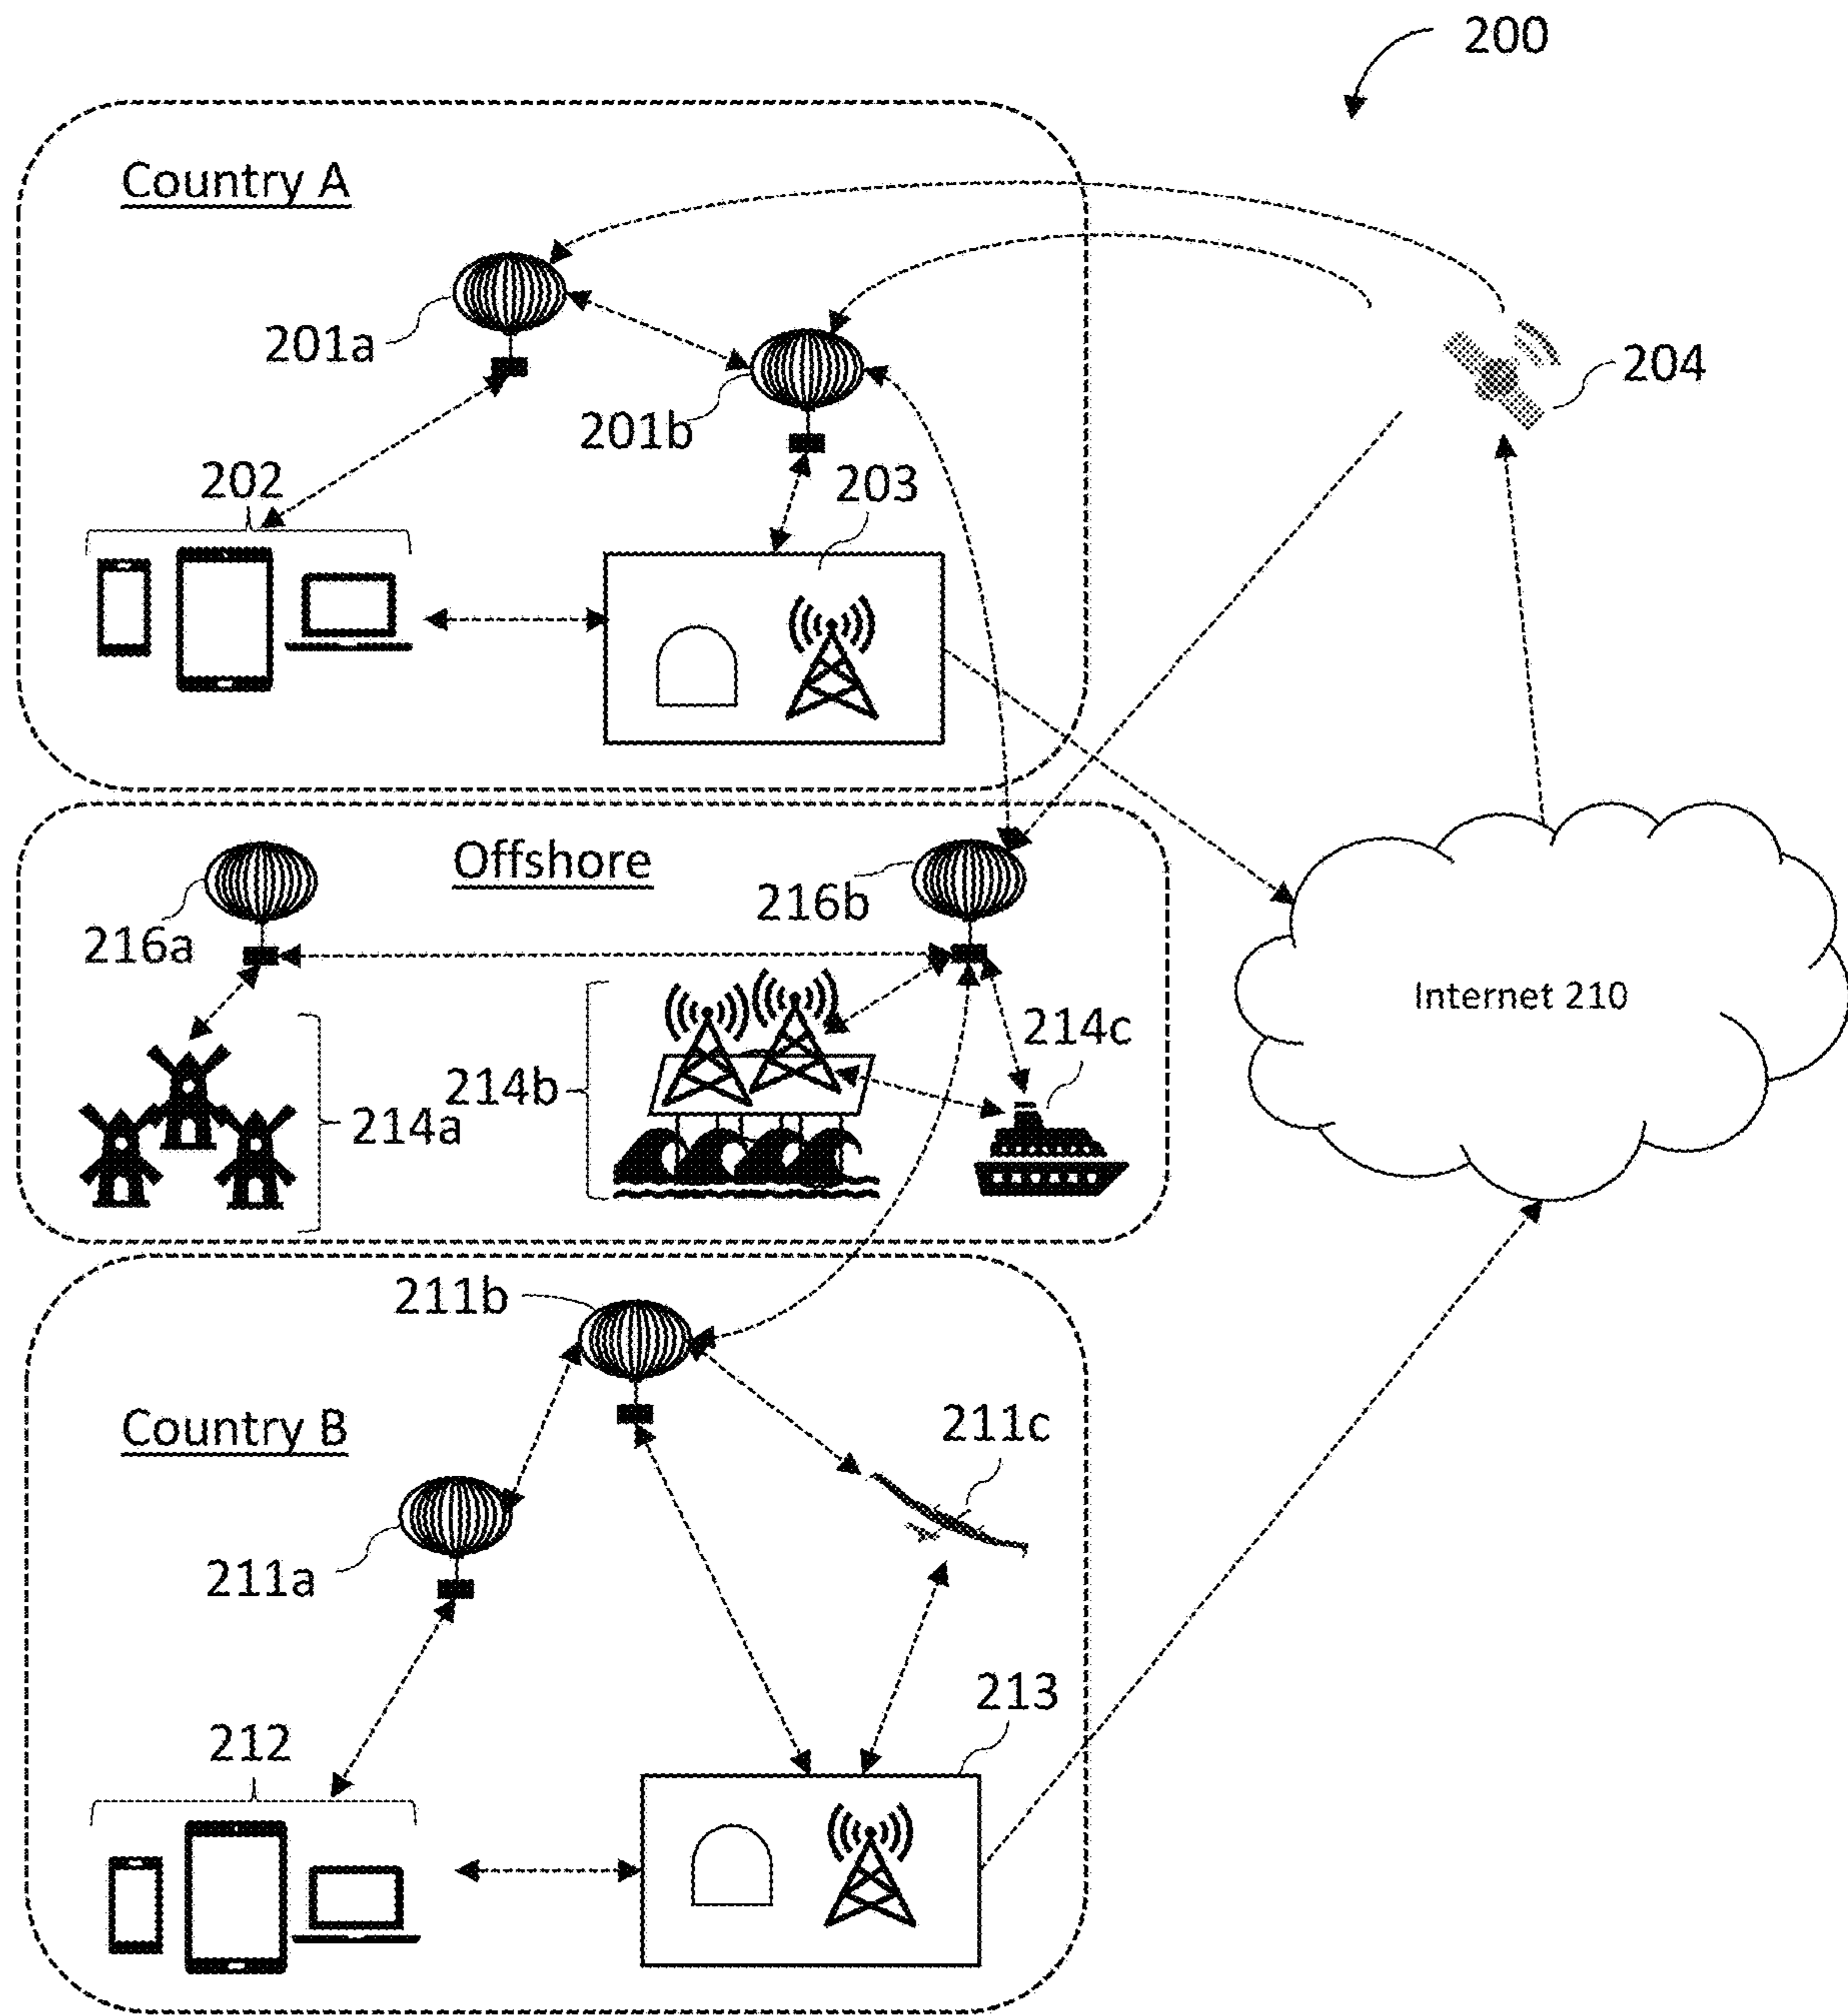 200
Country A
201a
201b
204
202
203
Offshore
216a
216b
Internet 210
214c
214b
214a
211b
Country B
211c
211a
213
212